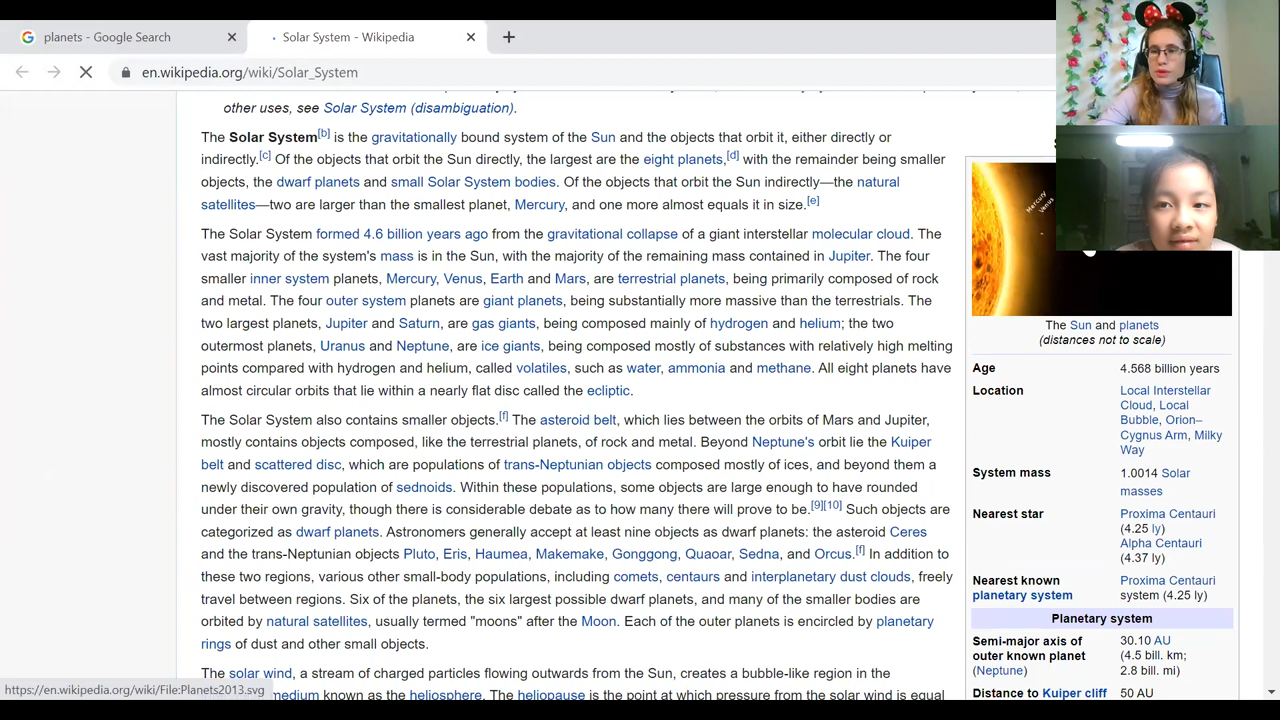 planets - Google Search
Solar System - Wikipedia
en.wikipedia.org/wiki/Solar_System
other uses, see Solar System (disambiguation).
The Solar System[b] is the gravitationally bound system of the Sun and the objects that orbit it, either directly or
indirectly.[c] Of the objects that orbit the Sun directly, the largest are the eight planets,[d] with the remainder being smaller
objects, the dwarf planets and small Solar System bodies. Of the objects that orbit the Sun indirectly—the natural
satellites—two are larger than the smallest planet, Mercury, and one more almost equals it in size.[e]
The Solar System formed 4.6 billion years ago from the gravitational collapse of a giant interstellar molecular cloud. The
vast majority of the system's mass is in the Sun, with the majority of the remaining mass contained in Jupiter. The four
smaller inner system planets, Mercury, Venus, Earth and Mars, are terrestrial planets, being primarily composed of rock
and metal. The four outer system planets are giant planets, being substantially more massive than the terrestrials. The
two largest planets, Jupiter and Saturn, are gas giants, being composed mainly of hydrogen and helium; the two
outermost planets, Uranus and Neptune, are ice giants, being composed mostly of substances with relatively high melting
points compared with hydrogen and helium, called volatiles, such as water, ammonia and methane. All eight planets have
almost circular orbits that lie within a nearly flat disc called the ecliptic.
The Solar System also contains smaller objects.[f] The asteroid belt, which lies between the orbits of Mars and Jupiter,
mostly contains objects composed, like the terrestrial planets, of rock and metal. Beyond Neptune's orbit lie the Kuiper
belt and scattered disc, which are populations of trans-Neptunian objects composed mostly of ices, and beyond them a
newly discovered population of sednoids. Within these populations, some objects are large enough to have rounded
under their own gravity, though there is considerable debate as to how many there will prove to be.[9][10] Such objects are
categorized as dwarf planets. Astronomers generally accept at least nine objects as dwarf planets: the asteroid Ceres
and the trans-Neptunian objects Pluto, Eris, Haumea, Makemake, Gonggong, Quaoar, Sedna, and Orcus.[f] In addition to
these two regions, various other small-body populations, including comets, centaurs and interplanetary dust clouds, freely
travel between regions. Six of the planets, the six largest possible dwarf planets, and many of the smaller bodies are
orbited by natural satellites, usually termed "moons" after the Moon. Each of the outer planets is encircled by planetary
rings of dust and other small objects.
The solar wind, a stream of charged particles flowing outwards from the Sun, creates a bubble-like region in the
medium known as the heliosphere. The heliopause is the point at which pressure from the solar wind is equal
https://en.wikipedia.org/wiki/File:Planets2013.svg
Mercury
Venus
The Sun and planets
(distances not to scale)
Age 4.568 billion years
Location Local Interstellar
Cloud, Local
Bubble, Orion–
Cygnus Arm, Milky
Way
System mass 1.0014 Solar
masses
Nearest star Proxima Centauri
(4.25 ly)
Alpha Centauri
(4.37 ly)
Nearest known Proxima Centauri
planetary system system (4.25 ly)
Planetary system
Semi-major axis of 30.10 AU
outer known planet (4.5 bill. km;
(Neptune) 2.8 bill. mi)
Distance to Kuiper cliff 50 AU